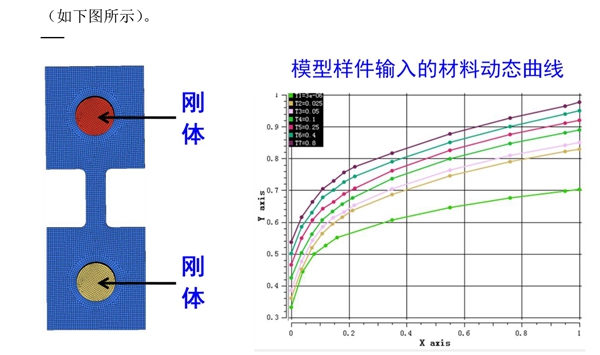 （如下图所示）。
模型样件输入的材料动态曲线
刚
体
刚
体
T1=3e-06
T2=0.025
T3=0.05
T4=0.1
T5=0.25
T6=0.4
T7=0.8
1
0.9
0.8
0.7
0.6
0.5
0.4
0.3
Y axis
0
0.2
0.4
0.6
0.8
1
X axis